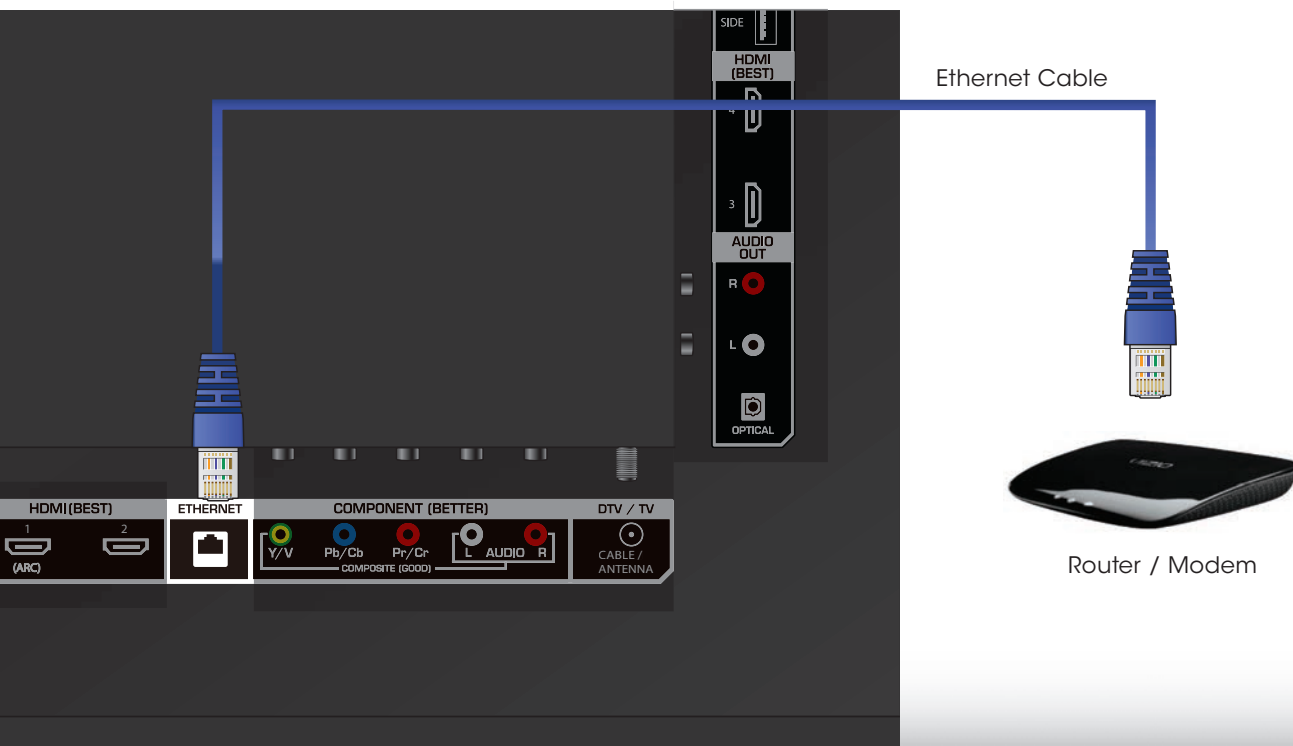 SIDE
HDMI
(BEST)
4
3
AUDIO
OUT
R
L
OPTICAL
Ethernet Cable
VIZIO
Router / Modem
HDMI(BEST)
1
2
(ARC)
ETHERNET
COMPONENT (BETTER)
Y/V
Pb/Cb
Pr/Cr
L AUDIO R
COMPOSITE (GOOD)
DTV / TV
CABLE /
ANTENNA